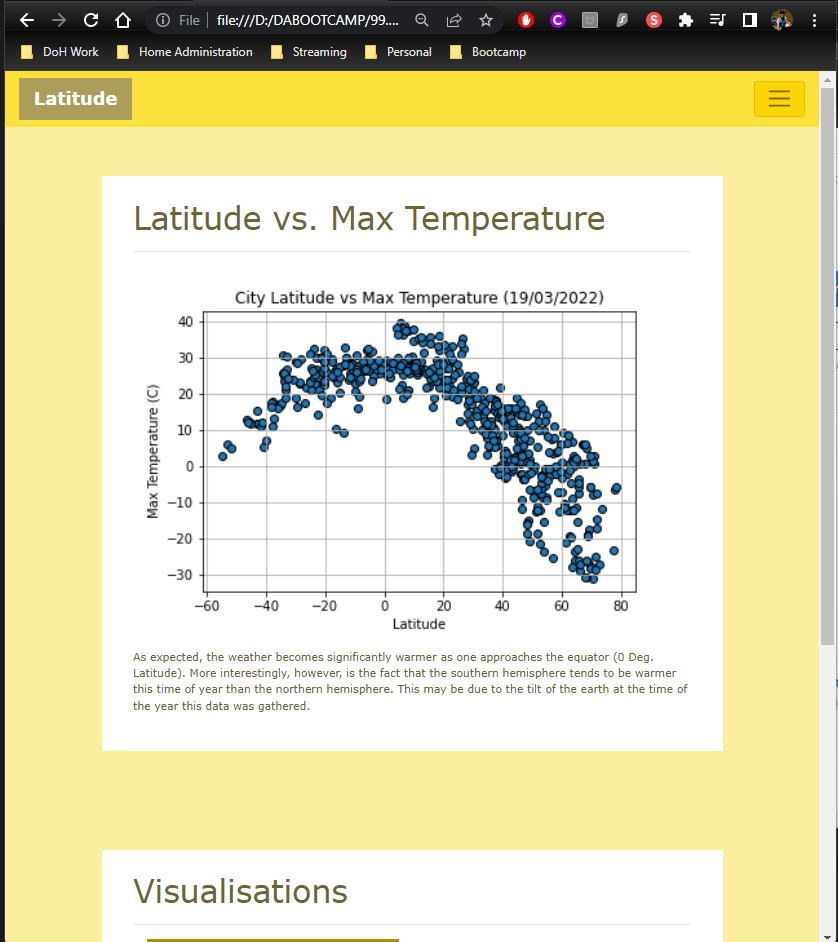 File file:///D:/DABOOTCAMP/99....
DoH Work Home Administration Streaming Personal Bootcamp
Latitude
Latitude vs. Max Temperature
City Latitude vs Max Temperature (19/03/2022)
40
30
20
10
0
−10
−20
−30
Max Temperature (C)
−60 −40 −20 0 20 40 60 80
Latitude
As expected, the weather becomes significantly warmer as one approaches the equator (0 Deg.
Latitude). More interestingly, however, is the fact that the southern hemisphere tends to be warmer
this time of year than the northern hemisphere. This may be due to the tilt of the earth at the time of
the year this data was gathered.
Visualisations